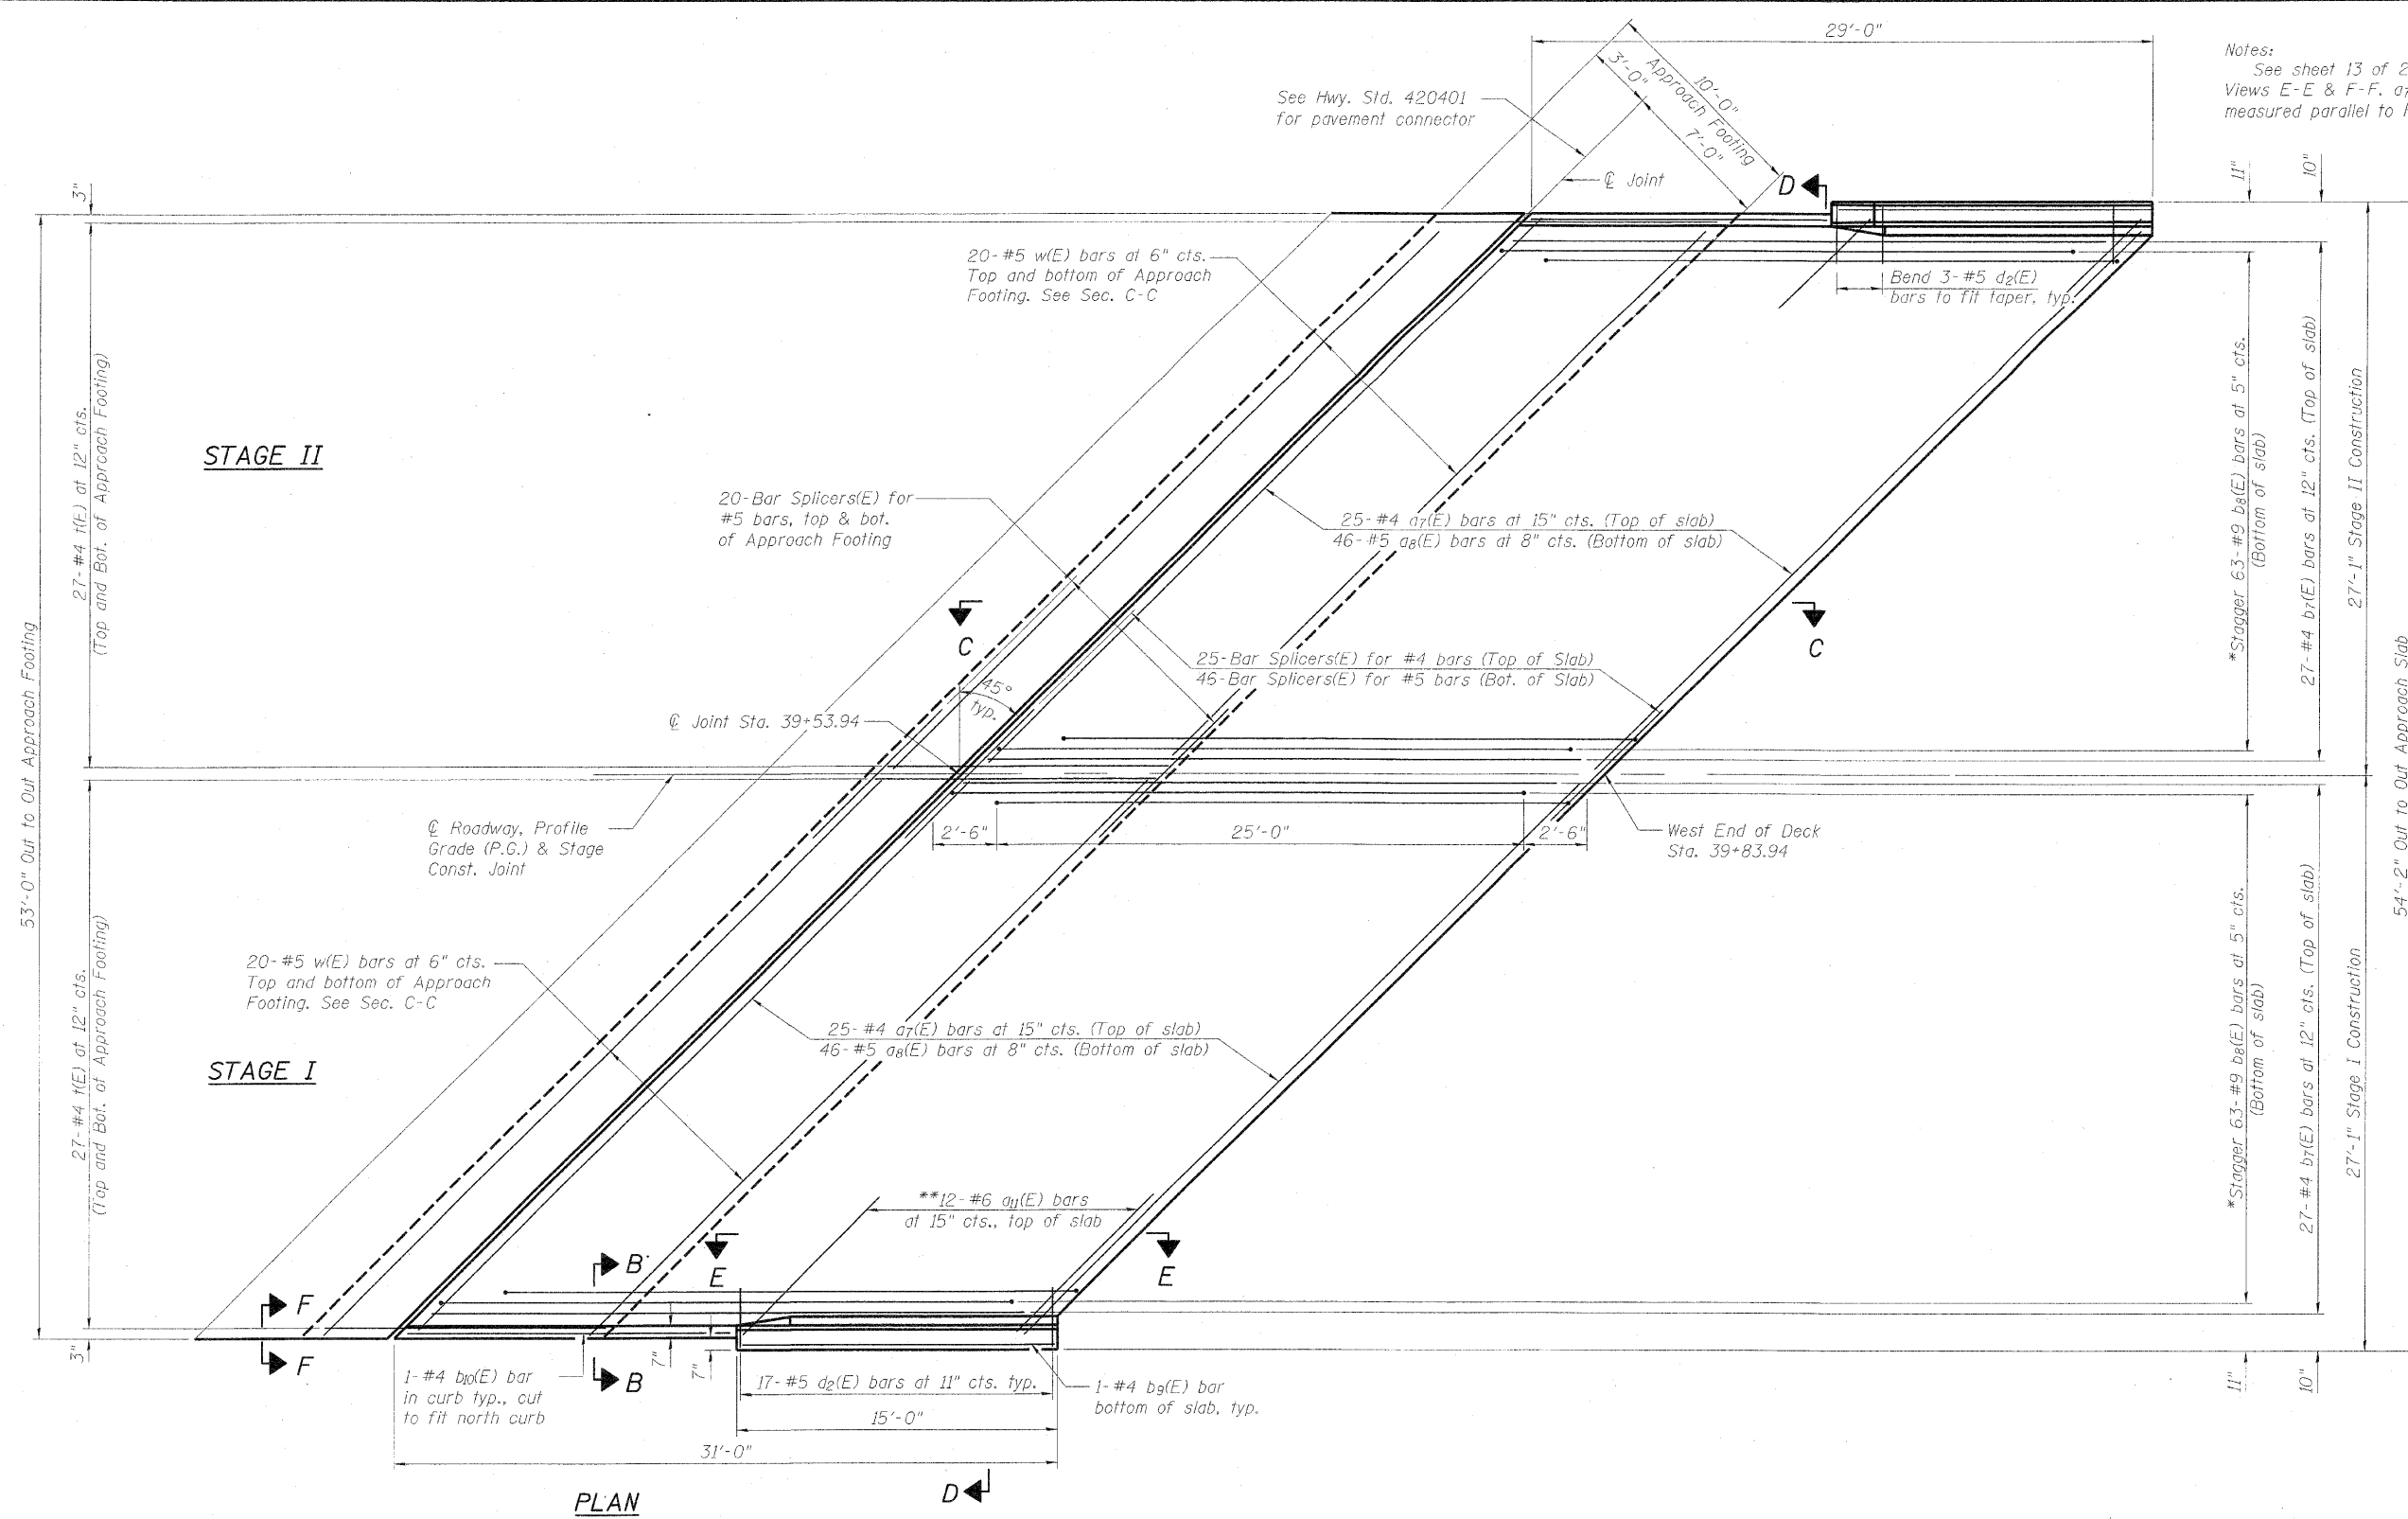 29'-0"
Notes:
See sheet 13 of 2
Views E-E & F-F. a7
measured parallel to
See Hwy. Std. 420401
for pavement connector
10'-0"
Approach Footing
3'-0"
7'-0"
℄ Joint
D
3"
11"
10"
20-#5 w(E) bars at 6" cts.
Top and bottom of Approach
Footing. See Sec. C-C
Bend 3-#5 d2(E)
bars to fit taper, typ.
27-#4 t(E) at 12" cts.
(Top and Bot. of Approach Footing)
STAGE II
*Stagger 63-#9 b8(E) bars at 5" cts.
(Bottom of slab)
27-#4 b7(E) bars at 12" cts. (Top of slab)
27'-1" Stage II Construction
20-Bar Splicers(E) for
#5 bars, top & bot.
of Approach Footing
25-#4 a7(E) bars at 15" cts. (Top of slab)
46-#5 a8(E) bars at 8" cts. (Bottom of slab)
C
C
25-Bar Splicers(E) for #4 bars (Top of Slab)
46-Bar Splicers(E) for #5 bars (Bot. of Slab)
45°
typ.
℄ Joint Sta. 39+53.94
53'-0" Out to Out Approach Footing
54'-2" Out to Out Approach Slab
℄ Roadway, Profile
Grade (P.G.) & Stage
Const. Joint
2'-6"
25'-0"
2'-6"
West End of Deck
Sta. 39+83.94
20-#5 w(E) bars at 6" cts.
Top and bottom of Approach
Footing. See Sec. C-C
27-#4 t(E) at 12" cts.
(Top and Bot. of Approach Footing)
STAGE I
25-#4 a7(E) bars at 15" cts. (Top of slab)
46-#5 a8(E) bars at 8" cts. (Bottom of slab)
*Stagger 63-#9 b8(E) bars at 5" cts.
(Bottom of slab)
27-#4 b7(E) bars at 12" cts. (Top of slab)
27'-1" Stage I Construction
**12-#6 a11(E) bars
at 15" cts., top of slab
B
E
E
F
F
B
3"
7"
7"
11"
10"
1-#4 b10(E) bar
in curb typ., cut
to fit north curb
17-#5 d2(E) bars at 11" cts. typ.
1-#4 b9(E) bar
bottom of slab, typ.
15'-0"
31'-0"
D
PLAN